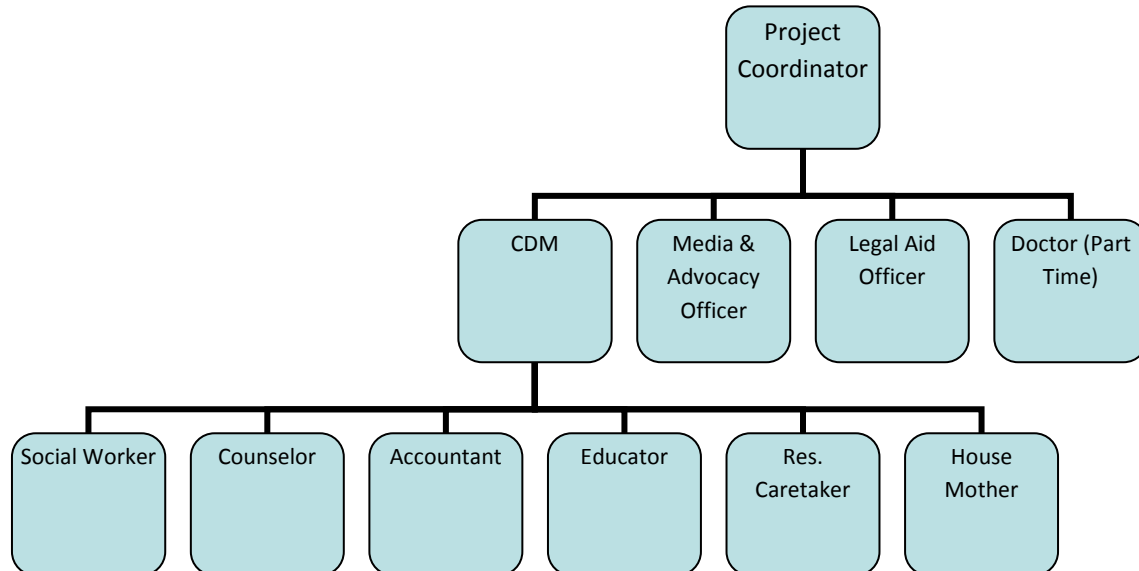 Project
Coordinator
CDM
Media &
Advocacy
Officer
Legal Aid
Officer
Doctor (Part
Time)
Social Worker
Counselor
Accountant
Educator
Res.
Caretaker
House
Mother